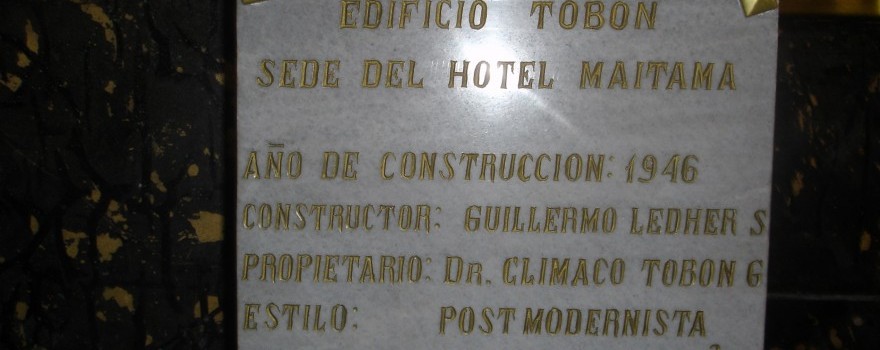 EDIFICIO TOBON
SEDE DEL HOTEL MAITAMA
AÑO DE CONSTRUCCION: 1946
CONSTRUCTOR: GUILLERMO LEDHER S
PROPIETARIO: DR. CLIMACO TOBON G
ESTILO: POSTMODERNISTA